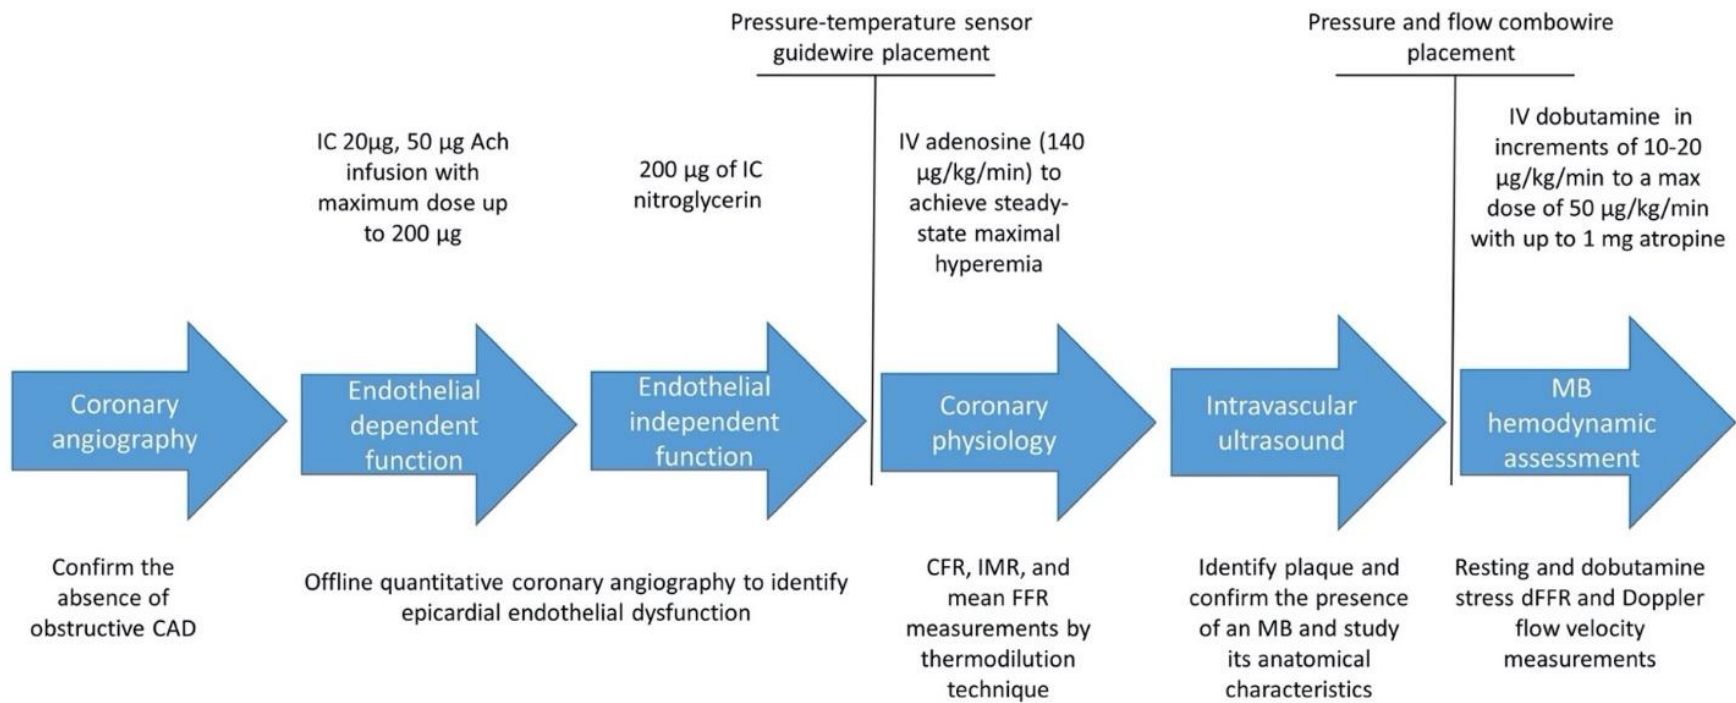 Pressure-temperature sensor
guidewire placement
Pressure and flow combowire
placement
IC 20µg, 50 µg Ach
infusion with
maximum dose up
to 200 µg
200 µg of IC
nitroglycerin
IV adenosine (140
µg/kg/min) to
achieve steady-
state maximal
hyperemia
IV dobutamine in
increments of 10-20
µg/kg/min to a max
dose of 50 µg/kg/min
with up to 1 mg atropine
Coronary
angiography
Endothelial
dependent
function
Endothelial
independent
function
Coronary
physiology
Intravascular
ultrasound
MB
hemodynamic
assessment
Confirm the
absence of
obstructive CAD
Offline quantitative coronary angiography to identify
epicardial endothelial dysfunction
CFR, IMR, and
mean FFR
measurements by
thermodilution
technique
Identify plaque and
confirm the presence
of an MB and study
its anatomical
characteristics
Resting and dobutamine
stress dFFR and Doppler
flow velocity
measurements